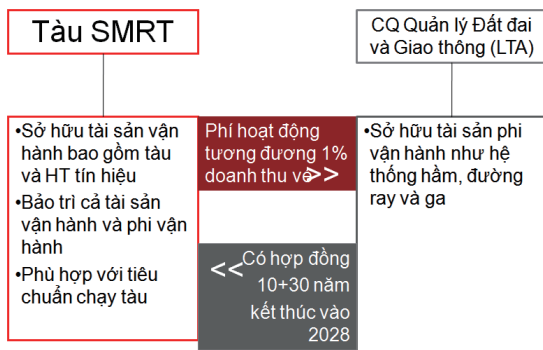 Tàu SMRT
CQ Quản lý Đất đai
và Giao thông (LTA)
•Sở hữu tài sản vận
hành bao gồm tàu
và HT tín hiệu
•Bảo trì cả tài sản
vận hành và phi vận
hành
•Phù hợp với tiêu
chuẩn chạy tàu
Phí hoạt động
tương đương 1%
doanh thu vé
>>
<< Có hợp đồng
10+30 năm
kết thúc vào
2028
•Sở hữu tài sản phi
vận hành như hệ
thống hầm, đường
ray và ga